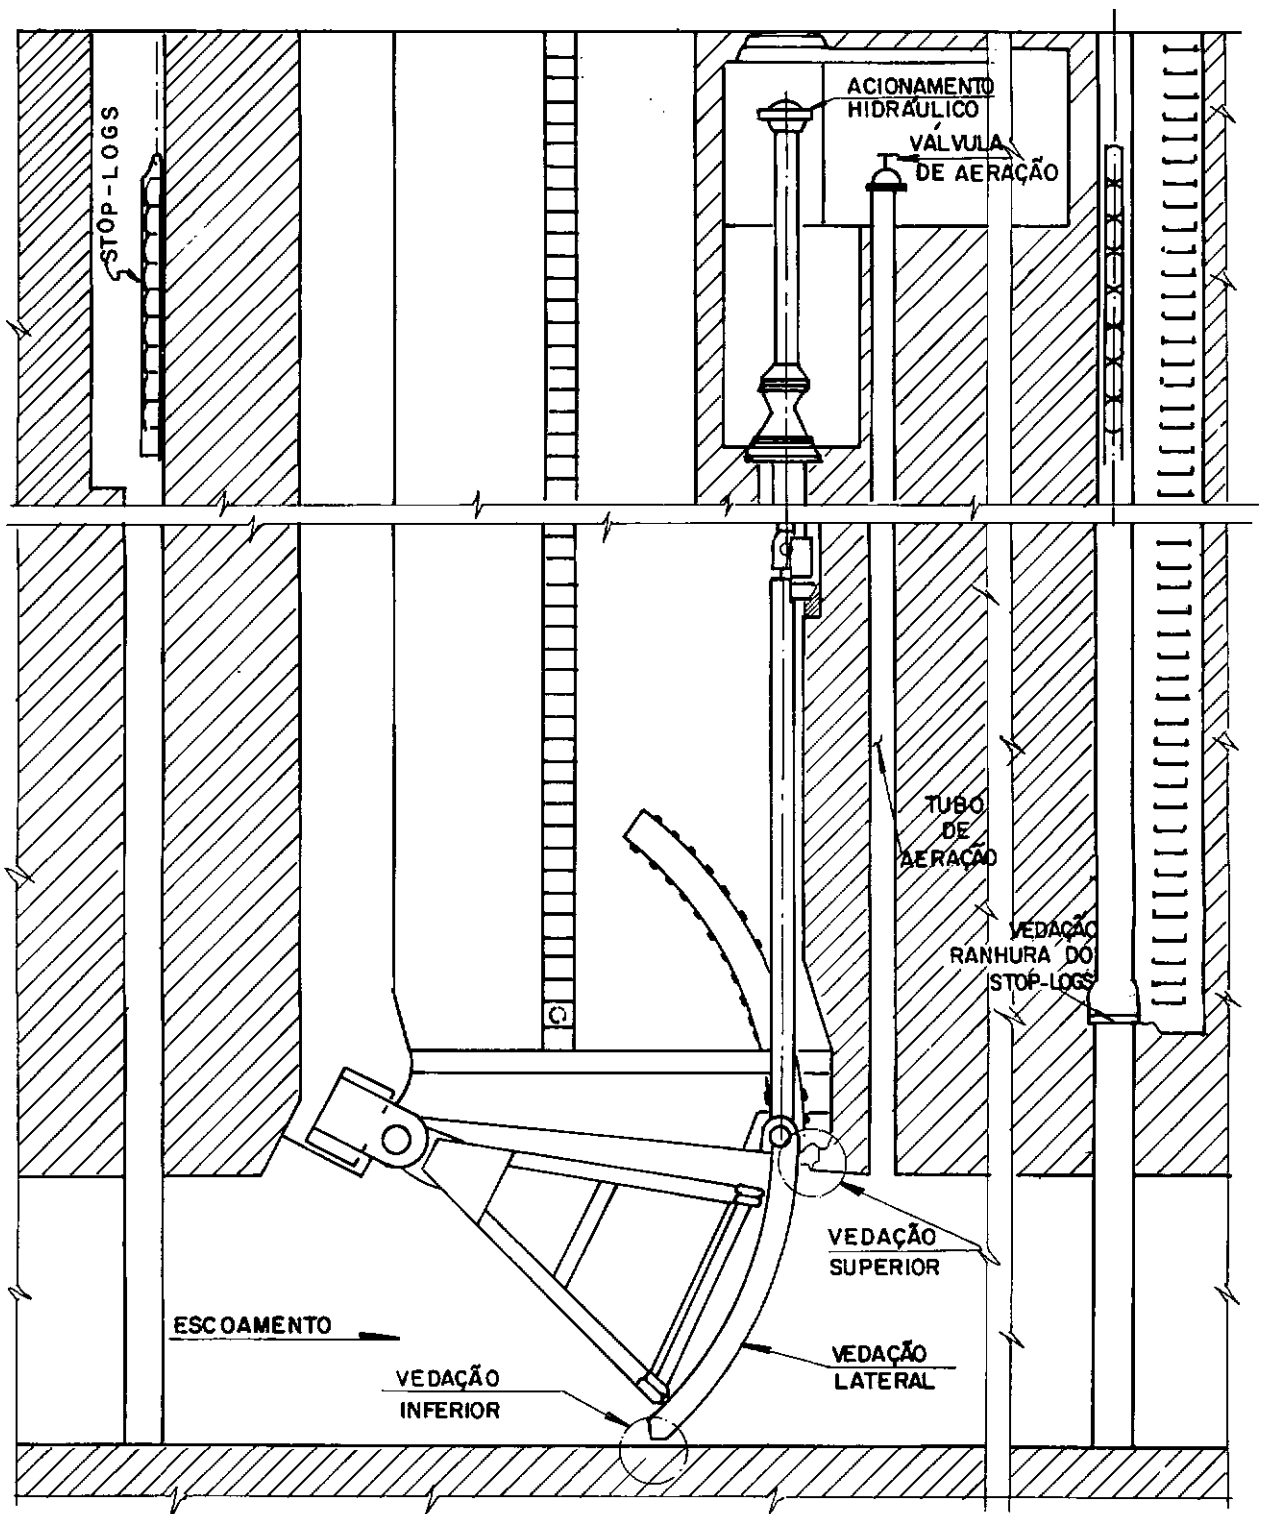 STOP-LOGS
ACIONAMENTO
HIDRÁULICO
VÁLVULA
DE AERAÇÃO
TUBO
DE
AERAÇÃO
VEDAÇÃO
RANHURA DO
STOP-LOGS
VEDAÇÃO
SUPERIOR
ESCOAMENTO
VEDAÇÃO
LATERAL
VEDAÇÃO
INFERIOR